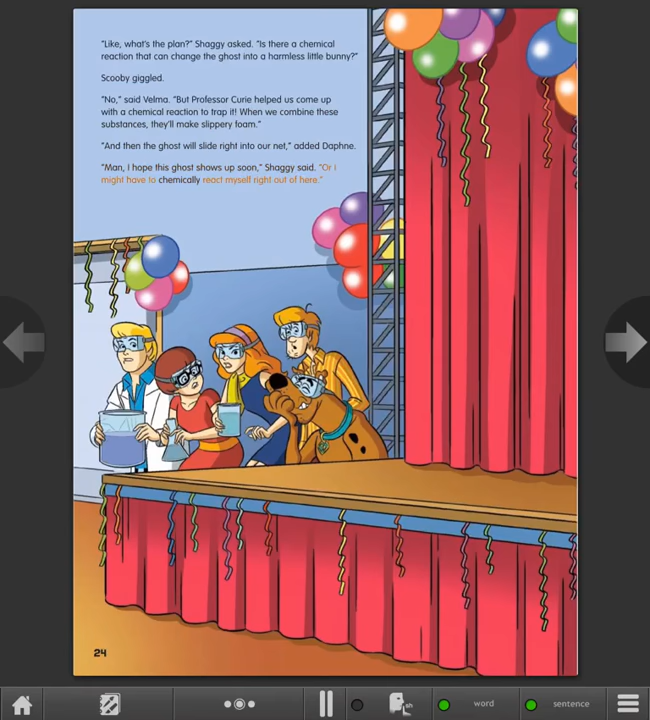 "Like, what's the plan?" Shaggy asked. "Is there a chemical
reaction that can change the ghost into a harmless little bunny?"
Scooby giggled.
"No," said Velma. "But Professor Curie helped us come up
with a chemical reaction to trap it! When we combine these
substances, they'll make slippery foam."
"And then the ghost will slide right into our net," added Daphne.
"Man, I hope this ghost shows up soon," Shaggy said. "Or I
might have to chemically react myself right out of here."
24
sh
word
sentence